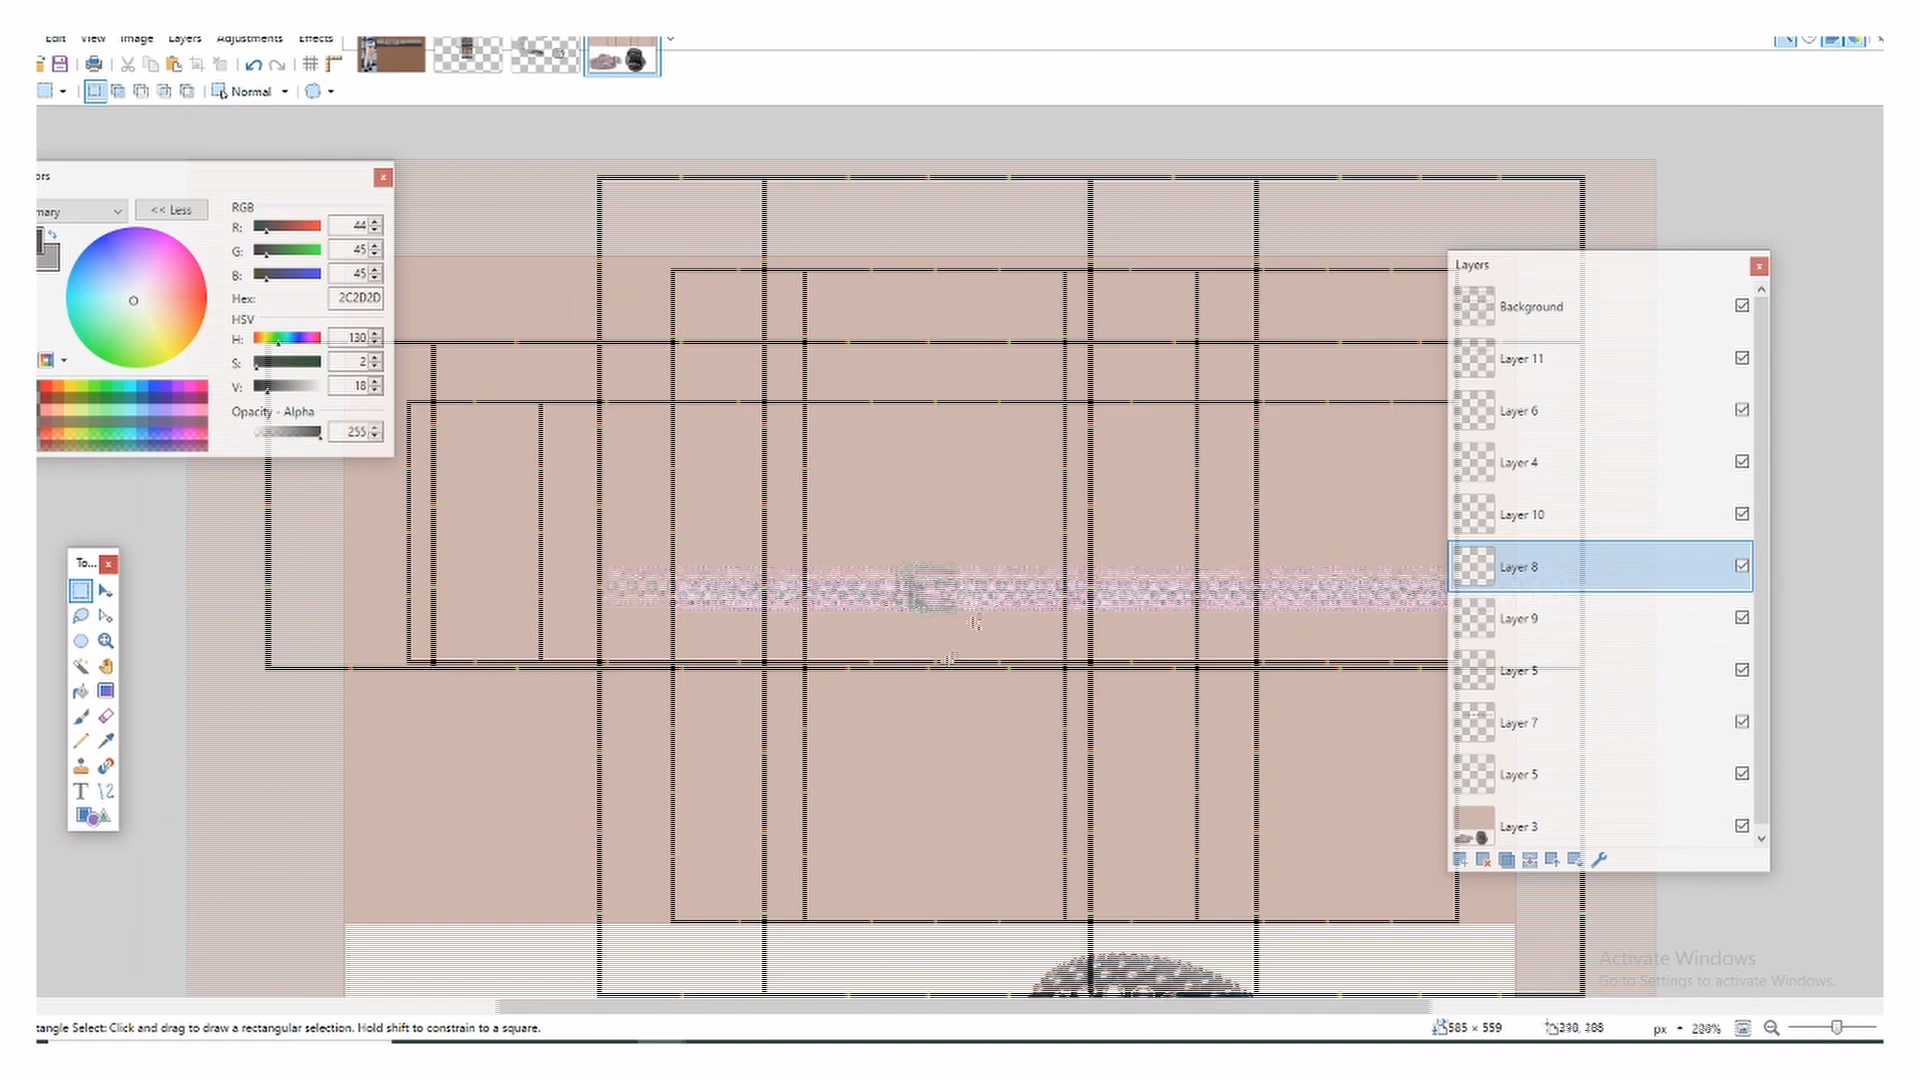 Edit View Image Layers Adjustments Effects
Normal
ors
mary
<< Less
RGB
R: 44
G: 45
B: 45
Hex: 2C2D2D
HSV
H: 130
S: 2
V: 18
Opacity - Alpha
255
To...
Layers
Background
Layer 11
Layer 6
Layer 4
Layer 10
Layer 8
Layer 9
Layer 5
Layer 7
Layer 5
Layer 3
Activate Windows
Go to Settings to activate Windows.
tangle Select: Click and drag to draw a rectangular selection. Hold shift to constrain to a square.
585 × 559
px